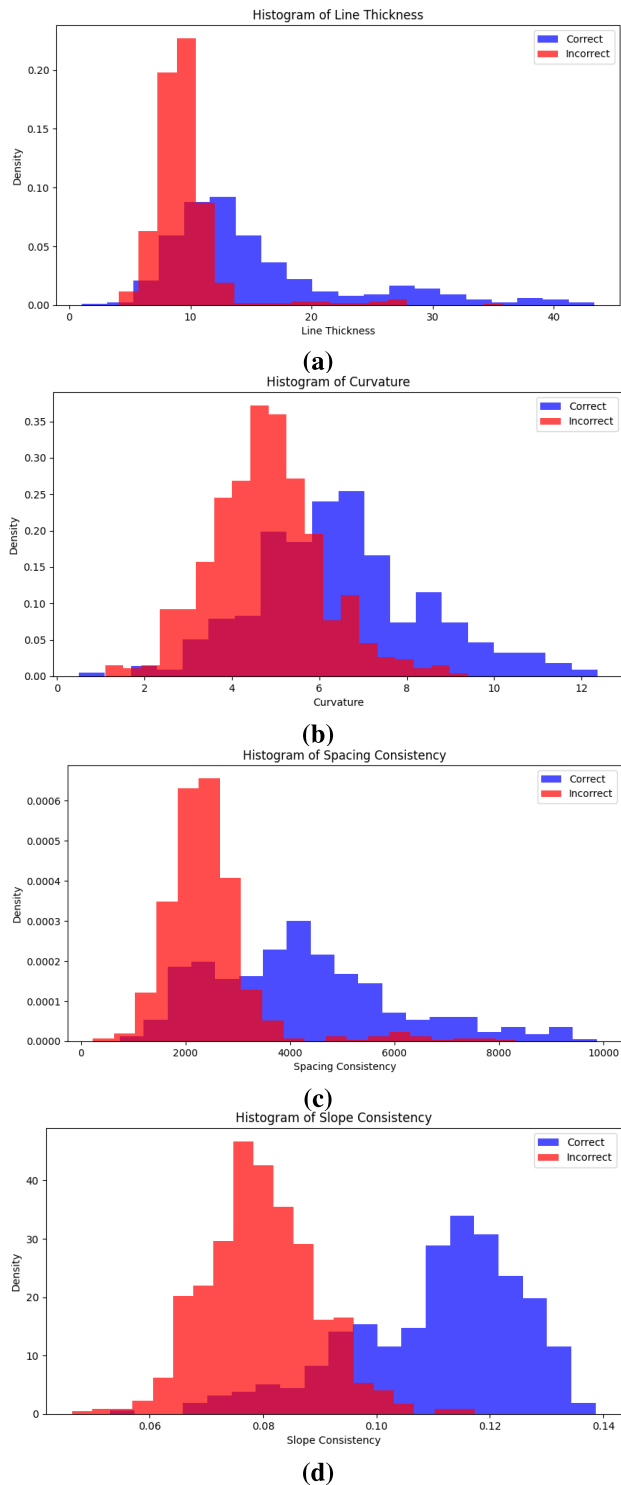 Histogram of Line Thickness
Correct
Incorrect
0.20
0.15
0.10
0.05
0.00
Density
0 10 20 30 40
Line Thickness
(a)
Histogram of Curvature
Correct
Incorrect
0.35
0.30
0.25
0.20
0.15
0.10
0.05
0.00
Density
0 2 4 6 8 10 12
Curvature
(b)
Histogram of Spacing Consistency
Correct
Incorrect
0.0006
0.0005
0.0004
0.0003
0.0002
0.0001
0.0000
Density
0 2000 4000 6000 8000 10000
Spacing Consistency
(c)
Histogram of Slope Consistency
Correct
Incorrect
40
30
20
10
0
Density
0.06 0.08 0.10 0.12 0.14
Slope Consistency
(d)